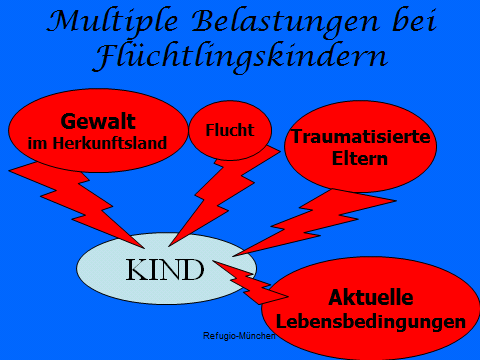 Multiple Belastungen bei
Flüchtlingskindern
Gewalt
im Herkunftsland
Flucht
Traumatisierte
Eltern
KIND
Aktuelle
Lebensbedingungen
Refugio-München